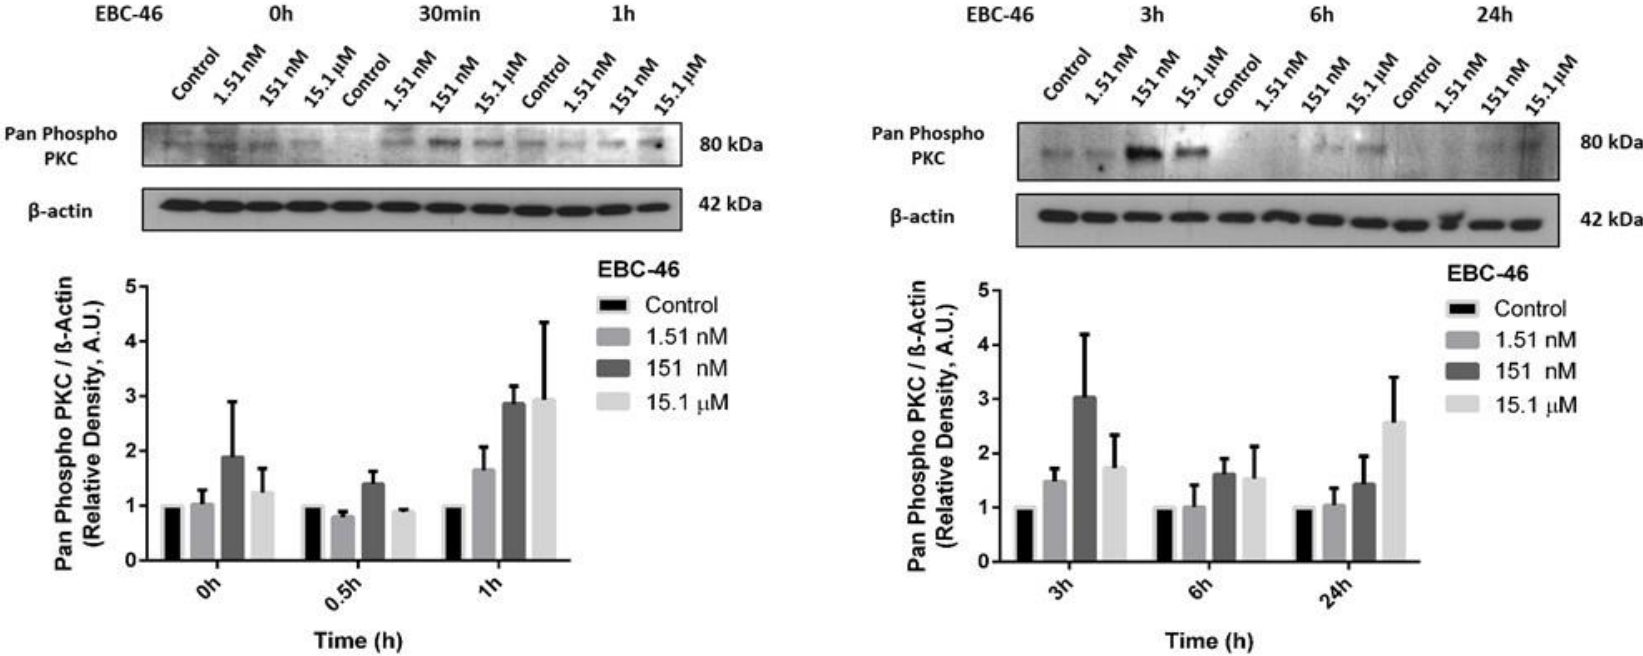 EBC-46 0h 30min 1h
Control 1.51 nM 151 nM 15.1 μM Control 1.51 nM 151 nM 15.1 μM Control 1.51 nM 151 nM 15.1 μM
Pan Phospho
PKC
80 kDa
β-actin
42 kDa
EBC-46
Control
1.51 nM
151 nM
15.1 μM
Pan Phospho PKC / ß-Actin
(Relative Density, A.U.)
5
4
3
2
1
0
0h 0.5h 1h
Time (h)
EBC-46 3h 6h 24h
Control 1.51 nM 151 nM 15.1 μM Control 1.51 nM 151 nM 15.1 μM Control 1.51 nM 151 nM 15.1 μM
Pan Phospho
PKC
80 kDa
β-actin
42 kDa
EBC-46
Control
1.51 nM
151 nM
15.1 μM
Pan Phospho PKC / ß-Actin
(Relative Density, A.U.)
5
4
3
2
1
0
3h 6h 24h
Time (h)